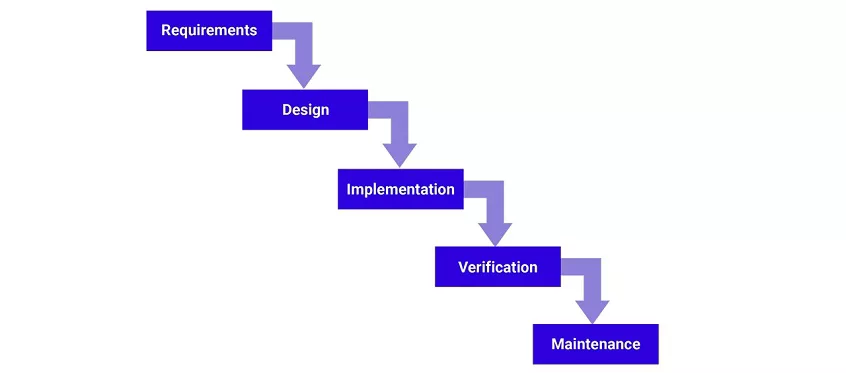 Requirements
Design
Implementation
Verification
Maintenance